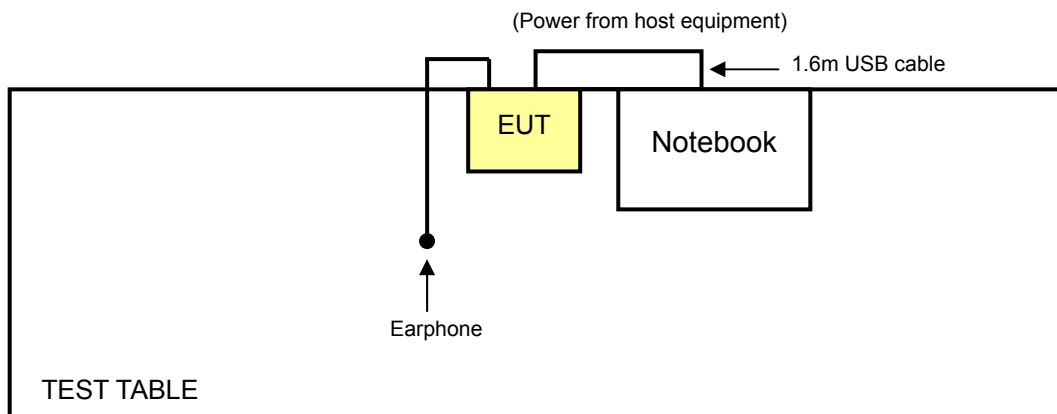 (Power from host equipment)
1.6m USB cable
EUT
Notebook
Earphone
TEST TABLE